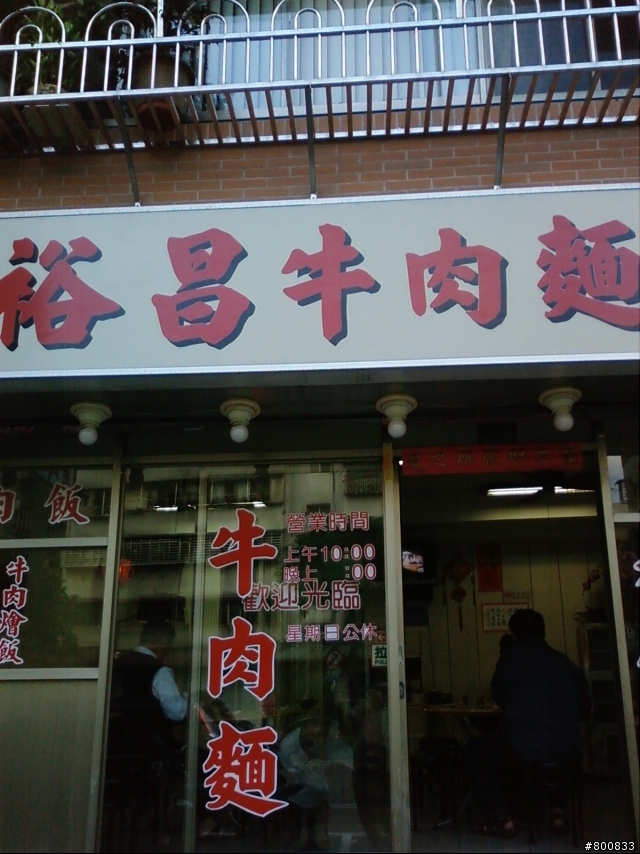 裕昌牛肉麵
肉飯
牛肉燴飯
牛肉麵
營業時間
上午10:00
晚上 :00
歡迎光臨
星期日公休
拉
PULL
#800833